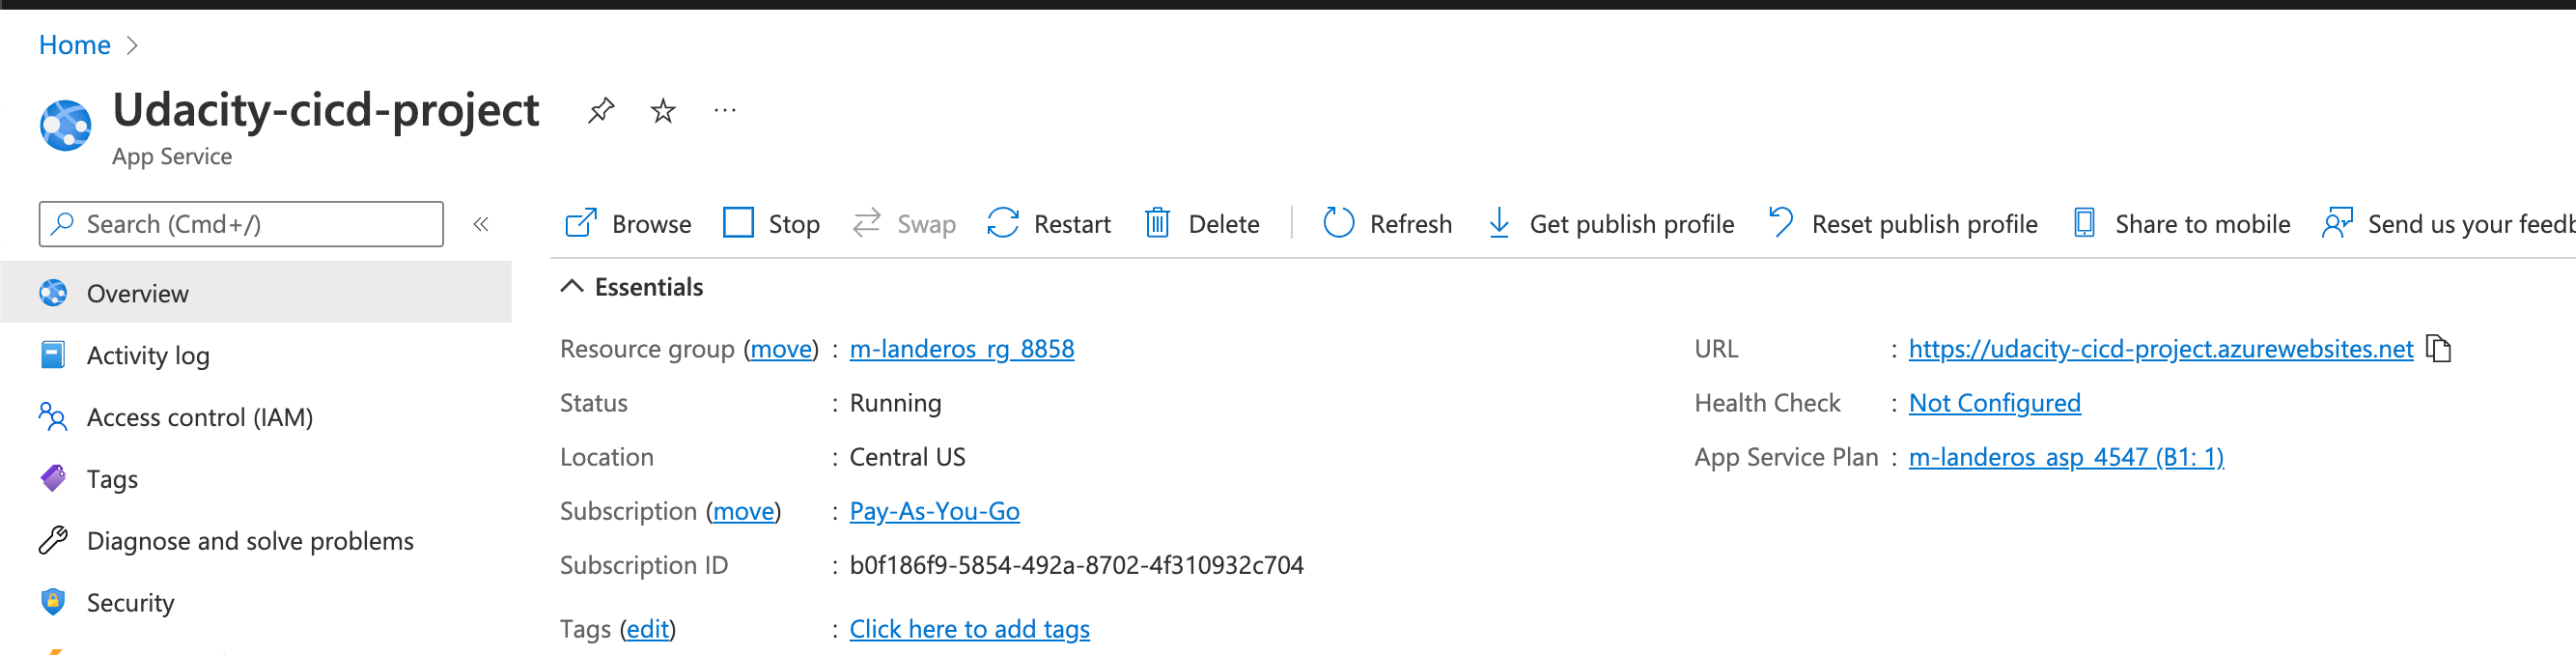 Home
Udacity-cicd-project ...
App Service
Search (Cmd+/) «
Browse Stop Swap Restart Delete Refresh Get publish profile Reset publish profile Share to mobile Send us your feedb
Overview
Activity log
Access control (IAM)
Tags
Diagnose and solve problems
Security
Essentials
Resource group (move) : m-landeros_rg_8858
Status : Running
Location : Central US
Subscription (move) : Pay-As-You-Go
Subscription ID : b0f186f9-5854-492a-8702-4f310932c704
Tags (edit) : Click here to add tags
URL : https://udacity-cicd-project.azurewebsites.net
Health Check : Not Configured
App Service Plan : m-landeros_asp_4547 (B1: 1)